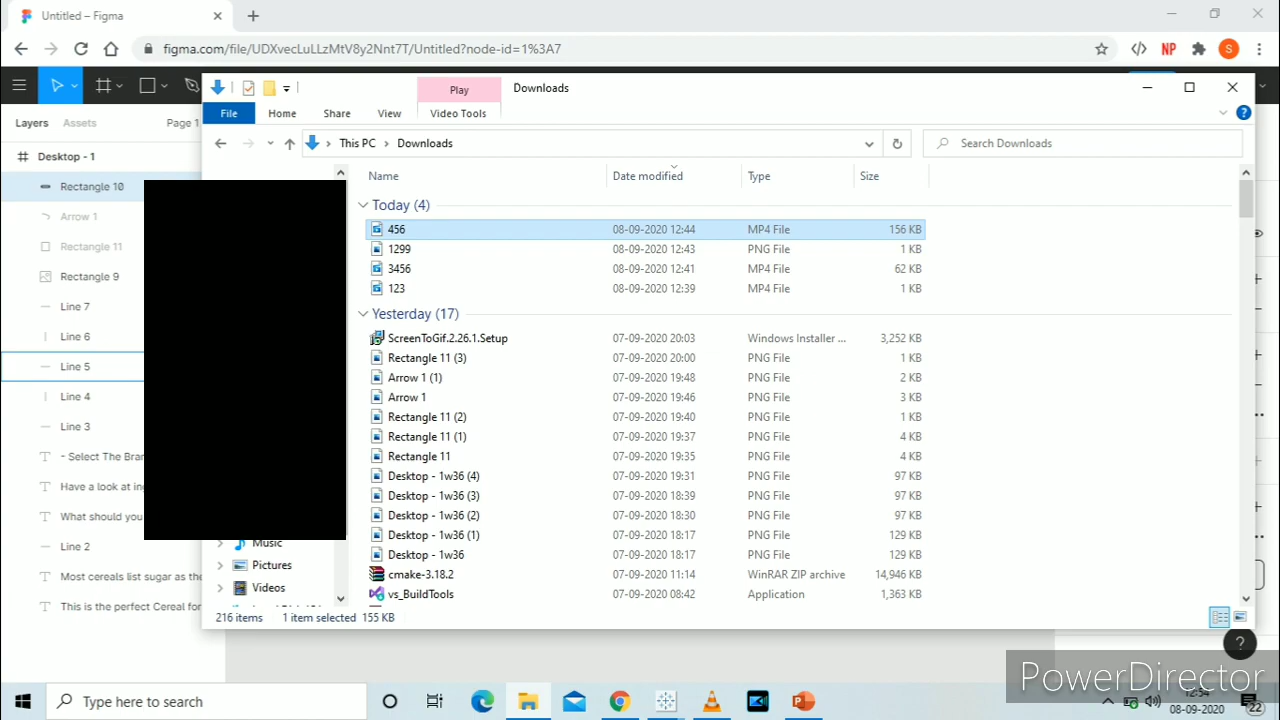 Untitled – Figma
figma.com/file/UDXvecLuLLzMtV8y2Nnt7T/Untitled?node-id=1%3A7
NP
S
Play
Downloads
File Home Share View Video Tools
Layers Assets Page 1
This PC Downloads Search Downloads
Desktop - 1
Name Date modified Type Size
Rectangle 10
Arrow 1
Rectangle 11
Rectangle 9
Line 7
Line 6
Line 5
Line 4
Line 3
- Select The Bran
Have a look at ing
What should you
Line 2
Most cereals list sugar as the
This is the perfect Cereal for
Today (4)
456 08-09-2020 12:44 MP4 File 156 KB
1299 08-09-2020 12:43 PNG File 1 KB
3456 08-09-2020 12:41 MP4 File 62 KB
123 08-09-2020 12:39 MP4 File 1 KB
Yesterday (17)
ScreenToGif.2.26.1.Setup 07-09-2020 20:03 Windows Installer ... 3,252 KB
Rectangle 11 (3) 07-09-2020 20:00 PNG File 1 KB
Arrow 1 (1) 07-09-2020 19:48 PNG File 2 KB
Arrow 1 07-09-2020 19:46 PNG File 3 KB
Rectangle 11 (2) 07-09-2020 19:40 PNG File 1 KB
Rectangle 11 (1) 07-09-2020 19:37 PNG File 4 KB
Rectangle 11 07-09-2020 19:35 PNG File 4 KB
Desktop - 1w36 (4) 07-09-2020 19:31 PNG File 97 KB
Desktop - 1w36 (3) 07-09-2020 18:39 PNG File 97 KB
Desktop - 1w36 (2) 07-09-2020 18:30 PNG File 97 KB
Desktop - 1w36 (1) 07-09-2020 18:17 PNG File 129 KB
Desktop - 1w36 07-09-2020 18:17 PNG File 129 KB
cmake-3.18.2 07-09-2020 11:14 WinRAR ZIP archive 14,946 KB
vs_BuildTools 07-09-2020 08:42 Application 1,363 KB
Music
Pictures
Videos
216 items 1 item selected 155 KB
?
PowerDirector
Type here to search
12:54
08-09-2020
22